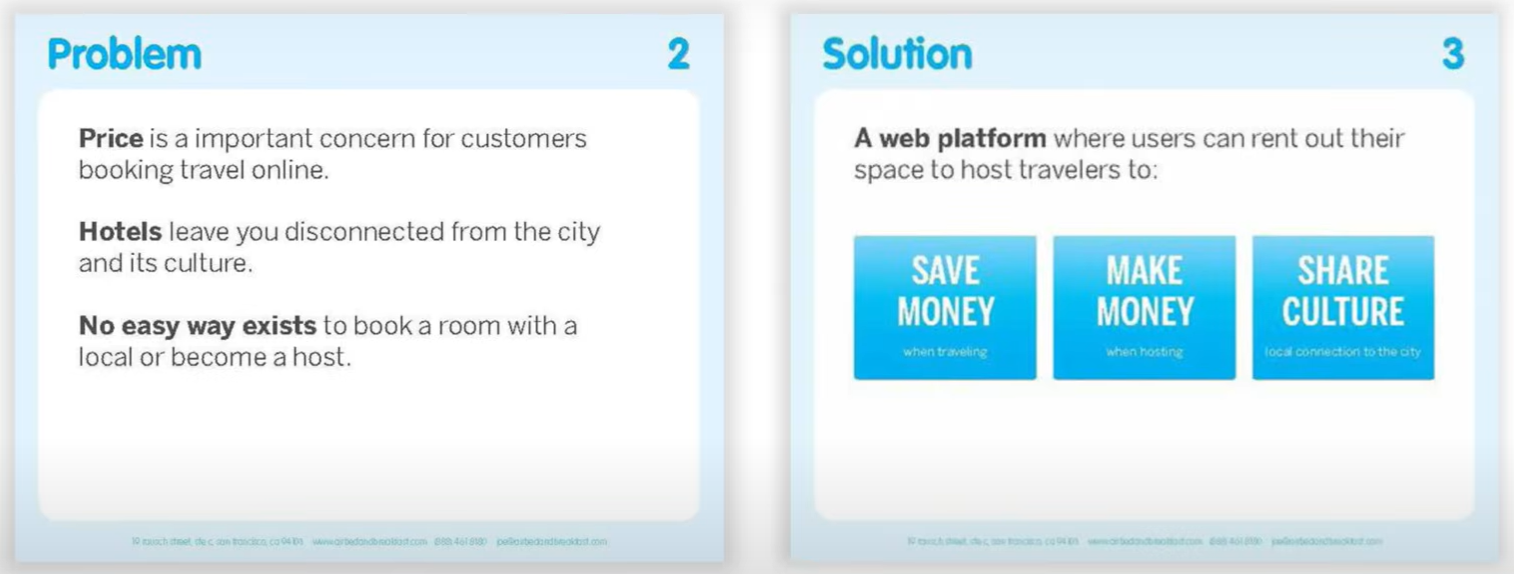 Problem
2
Price is a important concern for customers
booking travel online.
Hotels leave you disconnected from the city
and its culture.
No easy way exists to book a room with a
local or become a host.
Solution
3
A web platform where users can rent out their
space to host travelers to:
SAVE
MONEY
when traveling
MAKE
MONEY
when hosting
SHARE
CULTURE
local connection to the city